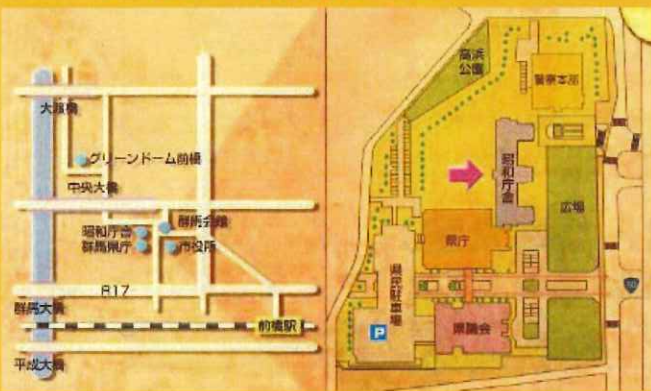 大渡橋
グリーンドーム前橋
中央大橋
群馬会館
昭和庁舎
群馬県庁
市役所
R17
群馬大橋
前橋駅
平成大橋
高浜
公園
警察本部
昭和庁舎
広場
県庁
県民駐車場
県議会
P
50